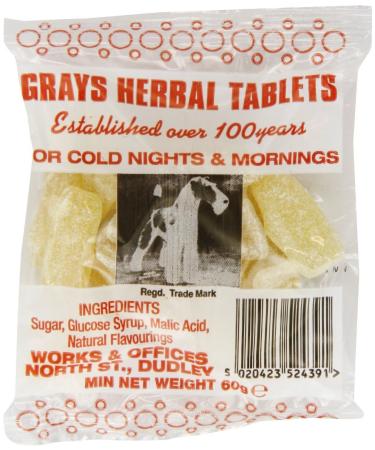 GRAYS HERBAL TABLETS
Established over 100years
OR COLD NIGHTS & MORNINGS
Regd. Trade Mark
INGREDIENTS
Sugar, Glucose Syrup, Malic Acid,
Natural Flavourings
WORKS & OFFICES
NORTH ST., DUDLEY
MIN NET WEIGHT 60g e
5 020423 524391>